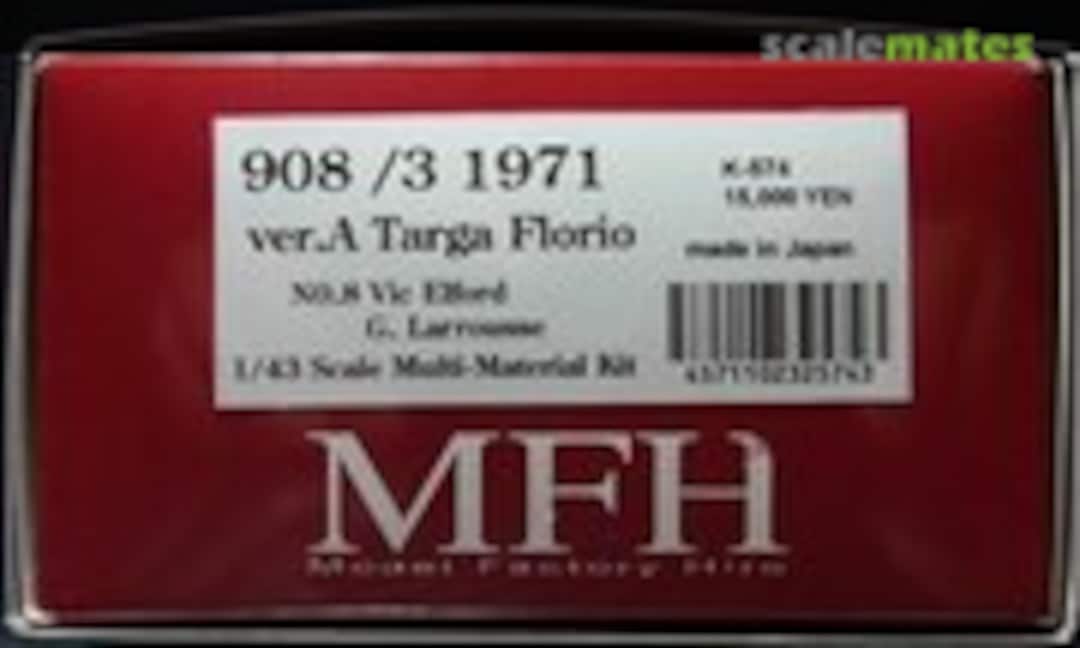 scalemates
908 /3 1971
ver.A Targa Florio
NO.8 Vic Elford
G. Larrousse
1/43 Scale Multi-Material Kit
K-574
15,000 YEN
made in Japan
4571102325743
MFH
Model Factory Hiro